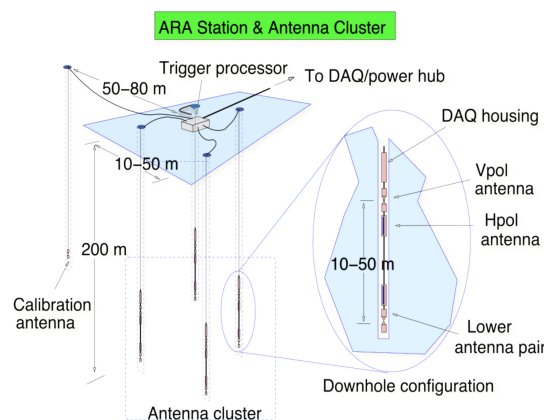 ARA Station & Antenna Cluster
Trigger processor
50-80 m
To DAQ/power hub
DAQ housing
10-50 m
Vpol
antenna
Hpol
antenna
200 m
10-50 m
Calibration
antenna
Lower
antenna pair
Downhole configuration
Antenna cluster